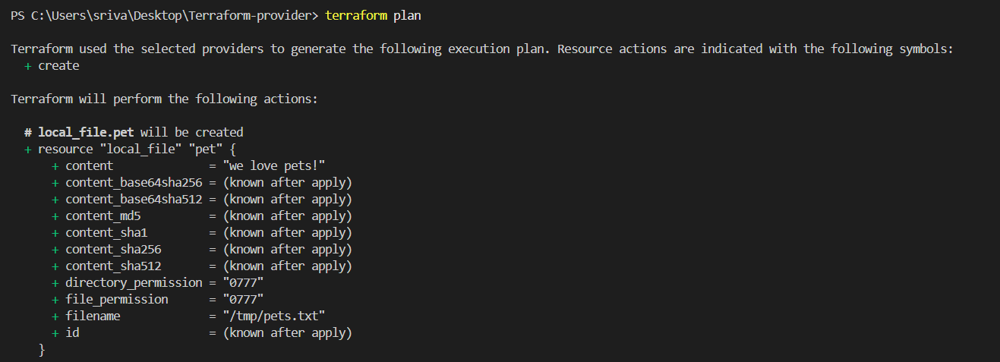 PS C:\Users\sriva\Desktop\Terraform-provider> terraform plan
Terraform used the selected providers to generate the following execution plan. Resource actions are indicated with the following symbols:
  + create
Terraform will perform the following actions:
  # local_file.pet will be created
  + resource "local_file" "pet" {
      + content              = "we love pets!"
      + content_base64sha256 = (known after apply)
      + content_base64sha512 = (known after apply)
      + content_md5          = (known after apply)
      + content_sha1         = (known after apply)
      + content_sha256       = (known after apply)
      + content_sha512       = (known after apply)
      + directory_permission = "0777"
      + file_permission      = "0777"
      + filename             = "/tmp/pets.txt"
      + id                   = (known after apply)
    }